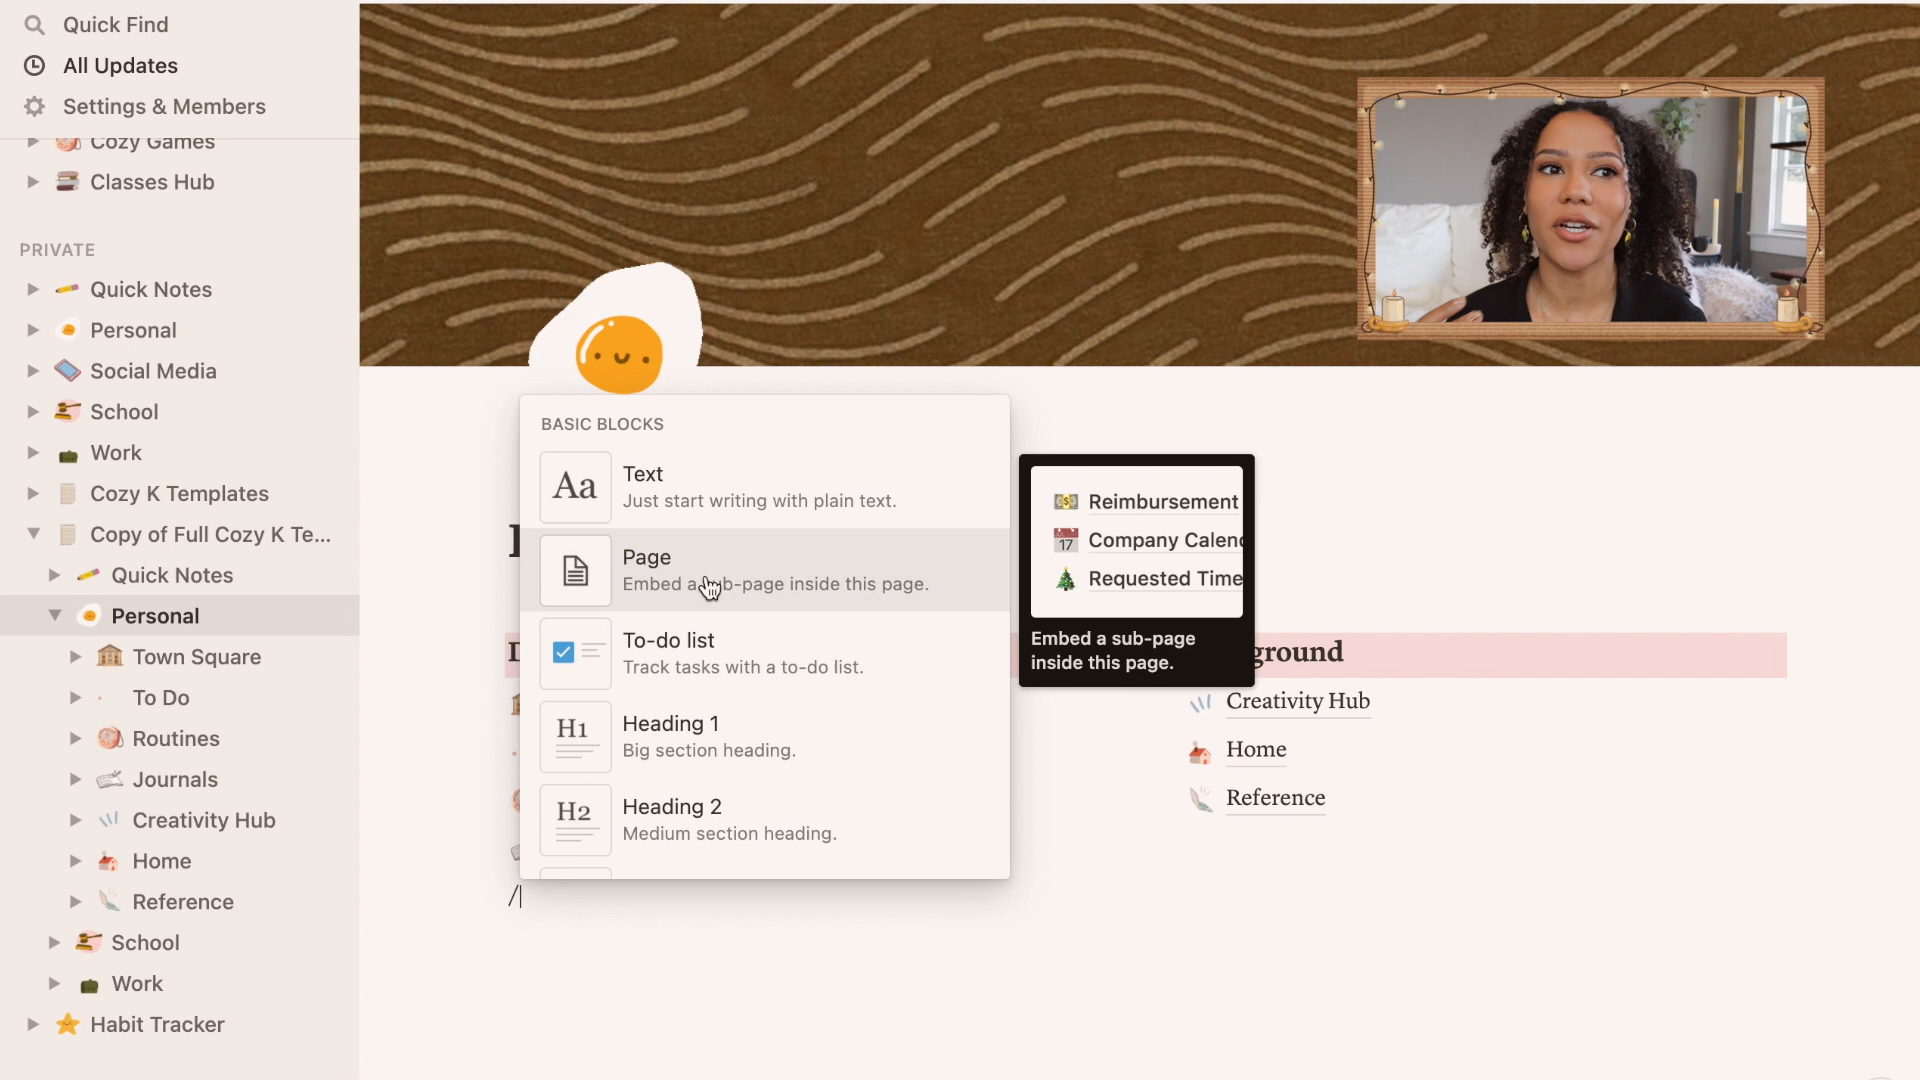 Quick Find
All Updates
Settings & Members
Cozy Games
Classes Hub
PRIVATE
Quick Notes
Personal
Social Media
School
Work
Cozy K Templates
Copy of Full Cozy K Te...
Quick Notes
Personal
Town Square
To Do
Routines
Journals
Creativity Hub
Home
Reference
School
Work
Habit Tracker
BASIC BLOCKS
Aa
Text
Just start writing with plain text.
Page
Embed a sub-page inside this page.
To-do list
Track tasks with a to-do list.
H1
Heading 1
Big section heading.
H2
Heading 2
Medium section heading.
/
Reimbursement
17
Company Calend
Requested Time
Embed a sub-page
inside this page.
ground
Creativity Hub
Home
Reference